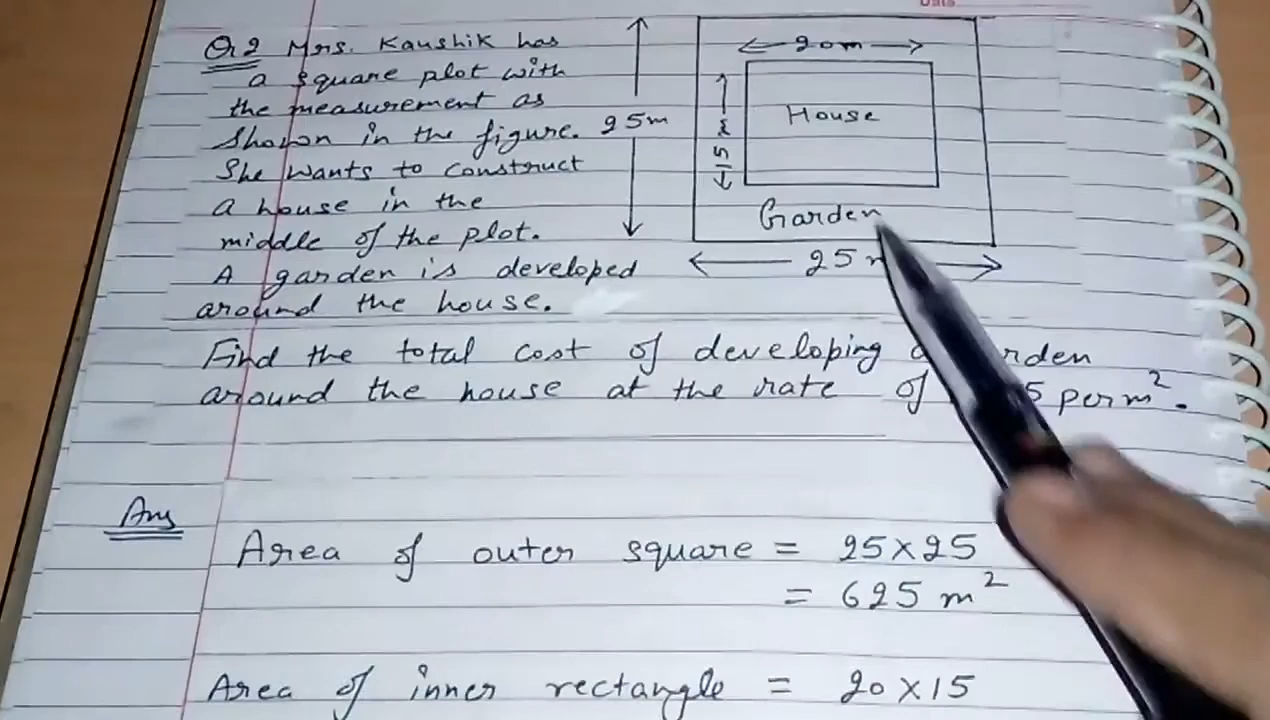 Date
Q2 Mrs. Kaushik has
a square plot with
the measurement as
shown in the figure.
She wants to construct
a house in the
middle of the plot.
A garden is developed
around the house.
25m
20m
15m
House
Garden
25
Find the total cost of developing
around the house at the rate of 5 per m².
Ans
Area of outer square = 25×25
= 625 m²
Area of inner rectangle = 20×15